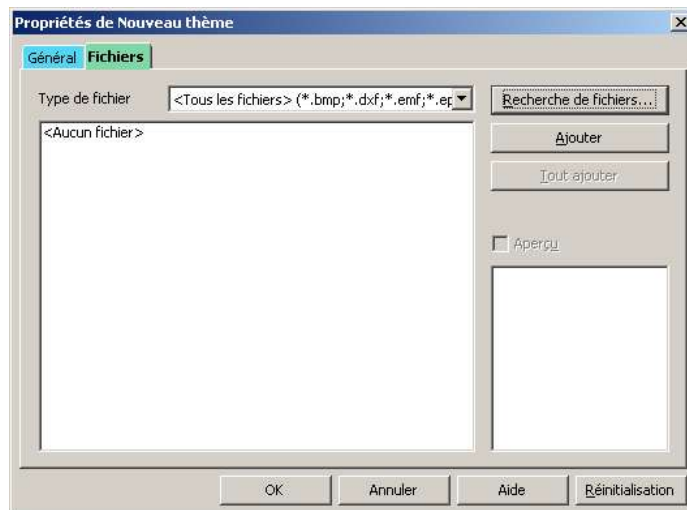 Propriétés de Nouveau thème
Général Fichiers
Type de fichier <Tous les fichiers> (*.bmp;*.dxf;*.emf;*.ep Recherche de fichiers...
<Aucun fichier>
Ajouter
Tout ajouter
Aperçu
OK Annuler Aide Réinitialisation